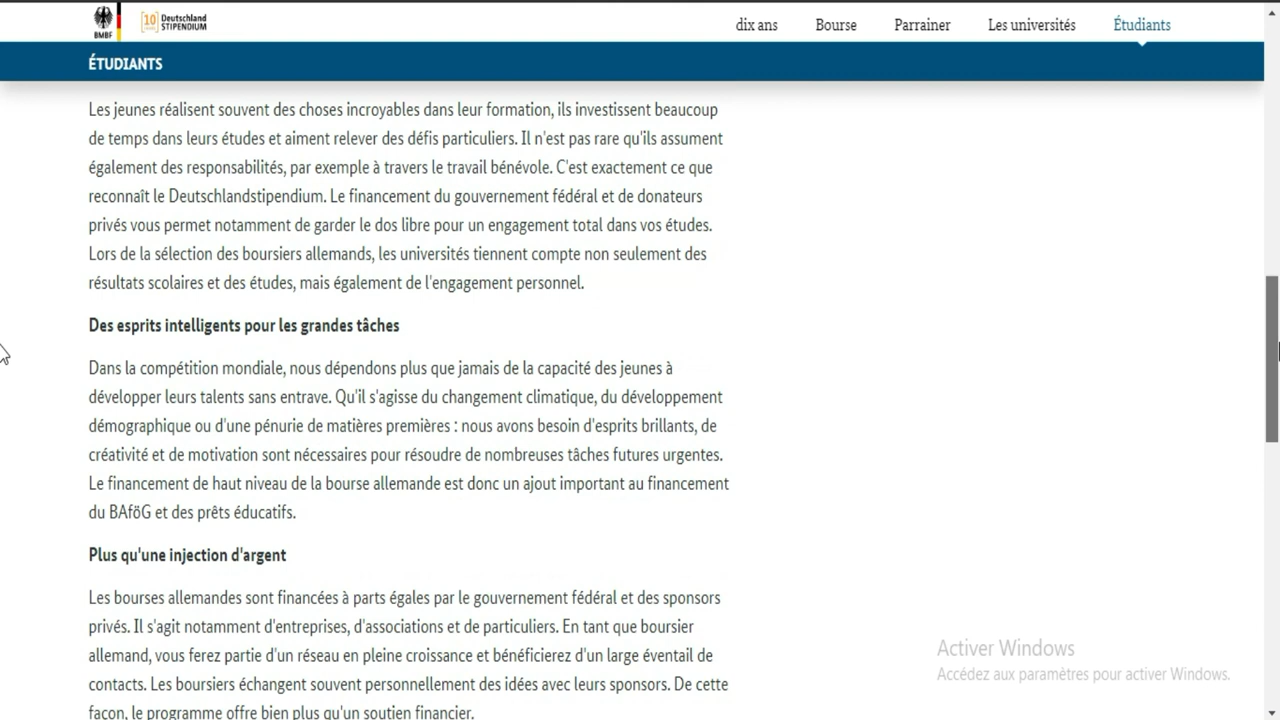 BMBF
10
Deutschland
STIPENDIUM
dix ans Bourse Parrainer Les universités Étudiants
ÉTUDIANTS
Les jeunes réalisent souvent des choses incroyables dans leur formation, ils investissent beaucoup
de temps dans leurs études et aiment relever des défis particuliers. Il n'est pas rare qu'ils assument
également des responsabilités, par exemple à travers le travail bénévole. C'est exactement ce que
reconnaît le Deutschlandstipendium. Le financement du gouvernement fédéral et de donateurs
privés vous permet notamment de garder le dos libre pour un engagement total dans vos études.
Lors de la sélection des boursiers allemands, les universités tiennent compte non seulement des
résultats scolaires et des études, mais également de l'engagement personnel.
Des esprits intelligents pour les grandes tâches
Dans la compétition mondiale, nous dépendons plus que jamais de la capacité des jeunes à
développer leurs talents sans entrave. Qu'il s'agisse du changement climatique, du développement
démographique ou d'une pénurie de matières premières : nous avons besoin d'esprits brillants, de
créativité et de motivation sont nécessaires pour résoudre de nombreuses tâches futures urgentes.
Le financement de haut niveau de la bourse allemande est donc un ajout important au financement
du BAföG et des prêts éducatifs.
Plus qu'une injection d'argent
Les bourses allemandes sont financées à parts égales par le gouvernement fédéral et des sponsors
privés. Il s'agit notamment d'entreprises, d'associations et de particuliers. En tant que boursier
allemand, vous ferez partie d'un réseau en pleine croissance et bénéficierez d'un large éventail de
contacts. Les boursiers échangent souvent personnellement des idées avec leurs sponsors. De cette
façon, le programme offre bien plus qu'un soutien financier.
Activer Windows
Accédez aux paramètres pour activer Windows.